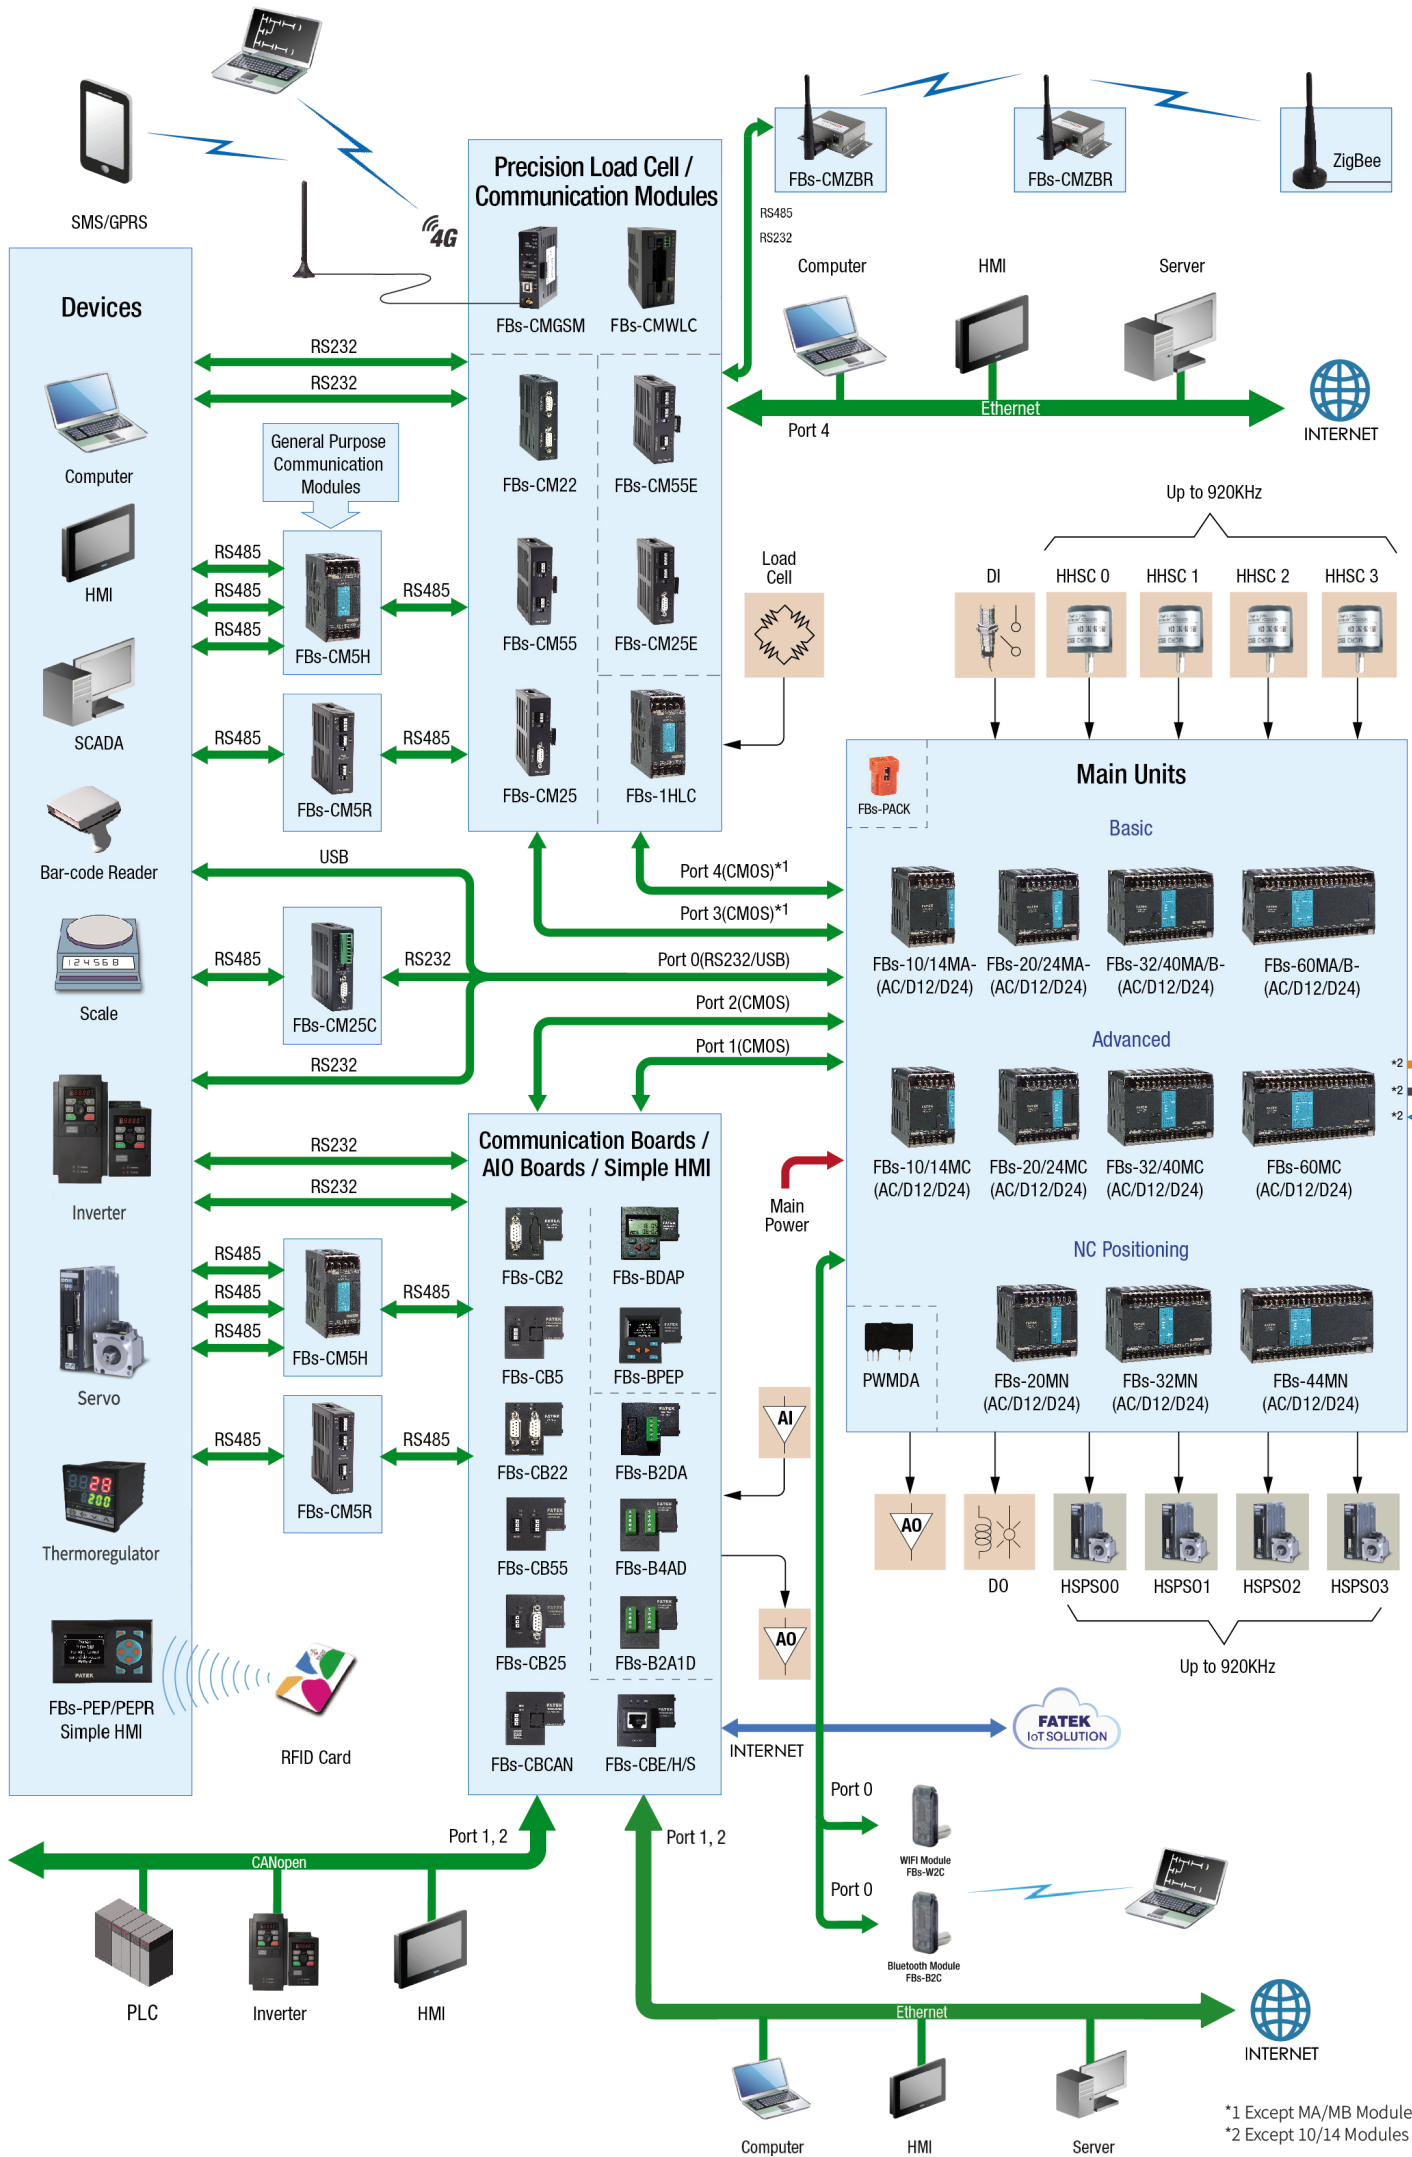 SMS/GPRS
4G
Precision Load Cell /
Communication Modules
FBs-CMGSM
FBs-CMWLC
FBs-CM22
FBs-CM55E
FBs-CM55
FBs-CM25E
FBs-CM25
FBs-1HLC
FBs-CMZBR
FBs-CMZBR
ZigBee
RS485
RS232
Computer
HMI
Server
Ethernet
Port 4
INTERNET
Devices
Computer
HMI
SCADA
Bar-code Reader
Scale
Inverter
Servo
Thermoregulator
FATEK
FBs-PEP/PEPR
Simple HMI
RFID Card
RS232
RS232
General Purpose
Communication
Modules
RS485
RS485
RS485
FBs-CM5H
RS485
RS485
FBs-CM5R
RS485
USB
RS485
FBs-CM25C
RS232
RS232
RS232
RS232
RS485
RS485
RS485
FBs-CM5H
RS485
RS485
FBs-CM5R
RS485
Load
Cell
Up to 920KHz
DI
HHSC 0
HHSC 1
HHSC 2
HHSC 3
Port 4(CMOS)*1
Port 3(CMOS)*1
Port 0(RS232/USB)
Port 2(CMOS)
Port 1(CMOS)
Main Units
FBs-PACK
Basic
FBs-10/14MA-
(AC/D12/D24)
FBs-20/24MA-
(AC/D12/D24)
FBs-32/40MA/B-
(AC/D12/D24)
FBs-60MA/B-
(AC/D12/D24)
Advanced
*2
*2
*2
FBs-10/14MC
(AC/D12/D24)
FBs-20/24MC
(AC/D12/D24)
FBs-32/40MC
(AC/D12/D24)
FBs-60MC
(AC/D12/D24)
Main
Power
NC Positioning
PWMDA
FBs-20MN
(AC/D12/D24)
FBs-32MN
(AC/D12/D24)
FBs-44MN
(AC/D12/D24)
AO
DO
HSPSO0
HSPSO1
HSPSO2
HSPSO3
Up to 920KHz
Communication Boards /
AIO Boards / Simple HMI
FBs-CB2
FBs-BDAP
FBs-CB5
FBs-BPEP
FBs-CB22
FBs-B2DA
FBs-CB55
FBs-B4AD
FBs-CB25
FBs-B2A1D
FBs-CBCAN
FBs-CBE/H/S
AI
AO
INTERNET
FATEK
IoT SOLUTION
Port 0
WIFI Module
FBs-W2C
Port 0
Bluetooth Module
FBs-B2C
Port 1, 2
CANopen
PLC
Inverter
HMI
Port 1, 2
Ethernet
INTERNET
Computer
HMI
Server
*1 Except MA/MB Module
*2 Except 10/14 Modules